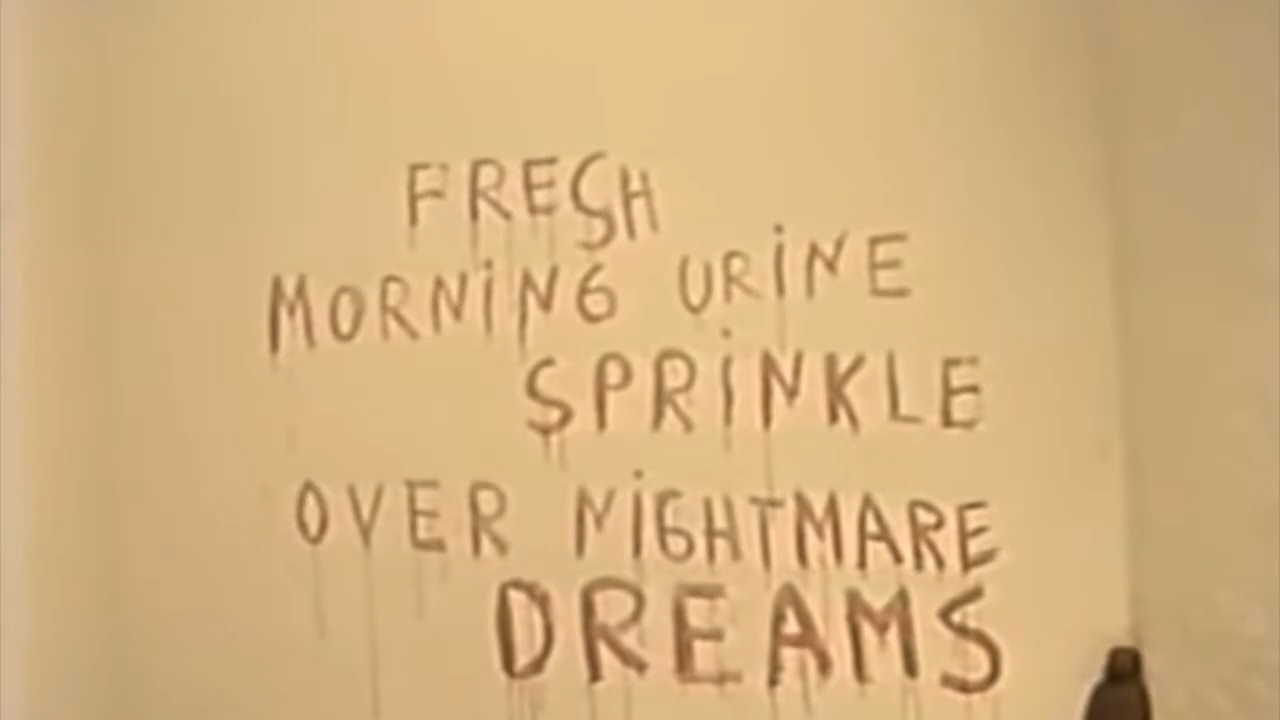 FRESH
MORNiNG URiNE
SPRiNKLE
OVER NiGHTMARE
DREAMS